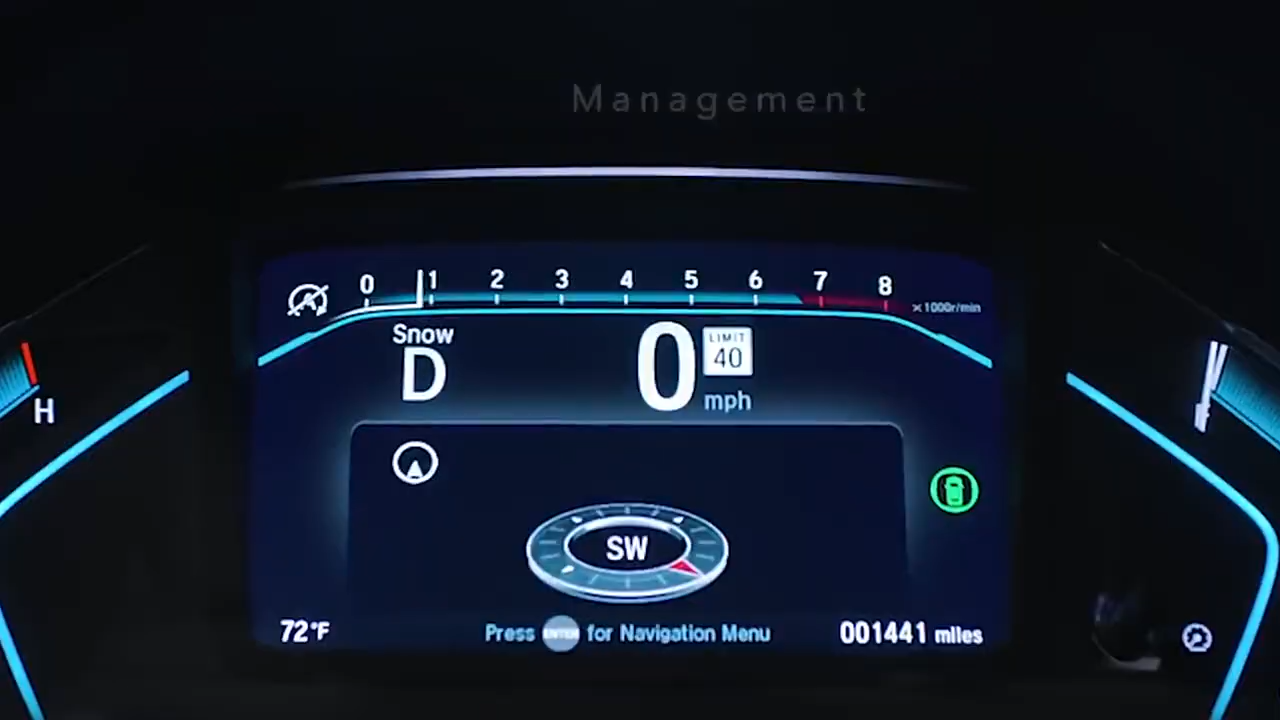 Management
0 1 2 3 4 5 6 7 8
×1000r/min
Snow
D
0
LIMIT
40
mph
H
SW
72°F
Press ENTER for Navigation Menu
001441 miles